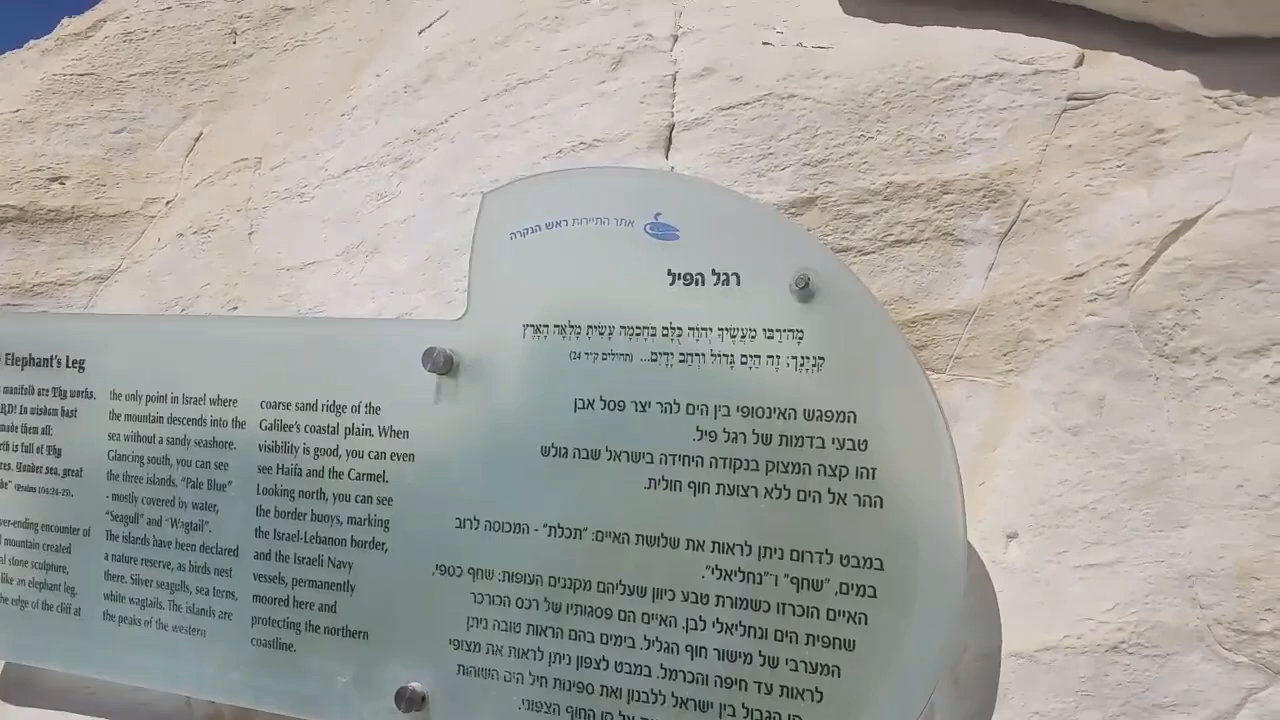 אתר התיירות ראש הנקרה
רגל הפיל
מָה־רַבּוּ מַעֲשֶׂיךָ יְהֹוָה כֻּלָּם בְּחָכְמָה עָשִׂיתָ מָלְאָה הָאָרֶץ
קִנְיָנֶךָ; זֶה הַיָּם גָּדוֹל וּרְחַב יָדָיִם... (תהילים ק״ד 24)
המפגש האינסופי בין הים להר יצר פסל אבן
טבעי בדמות של רגל פיל.
זהו קצה המצוק בנקודה היחידה בישראל שבה גולש
ההר אל הים ללא רצועת חוף חולית.
במבט לדרום ניתן לראות את שלושת האיים: "תכלת" - המכוסה לרוב
במים, "שחף" ו"נחליאלי".
האיים הוכרזו כשמורת טבע כיוון שעליהם מקננים העופות: שחף כספי,
שחפית הים ונחליאלי לבן. האיים הם פסגותיו של רכס הכורכר
המערבי של מישור חוף הגליל. בימים בהם הראות טובה ניתן
לראות עד חיפה והכרמל. במבט לצפון ניתן לראות את מצופי
הגבול בין ישראל ללבנון ואת ספינות חיל הים השוהות
החוף הצפוני.
Elephant's Leg
manifold are Thy works,
In wisdom hast
made them all:
is full of Thy
Yonder sea, great
(Psalms 104:24-25).
encounter of
mountain created
stone sculpture,
like an elephant leg.
the edge of the cliff at
the only point in Israel where
the mountain descends into the
sea without a sandy seashore.
Glancing south, you can see
the three islands, "Pale Blue"
- mostly covered by water,
"Seagull" and "Wagtail".
The islands have been declared
a nature reserve, as birds nest
there. Silver seagulls, sea terns,
white wagtails. The islands are
the peaks of the western
coarse sand ridge of the
Galilee's coastal plain. When
visibility is good, you can even
see Haifa and the Carmel.
Looking north, you can see
the border buoys, marking
the Israel-Lebanon border,
and the Israeli Navy
vessels, permanently
moored here and
protecting the northern
coastline.